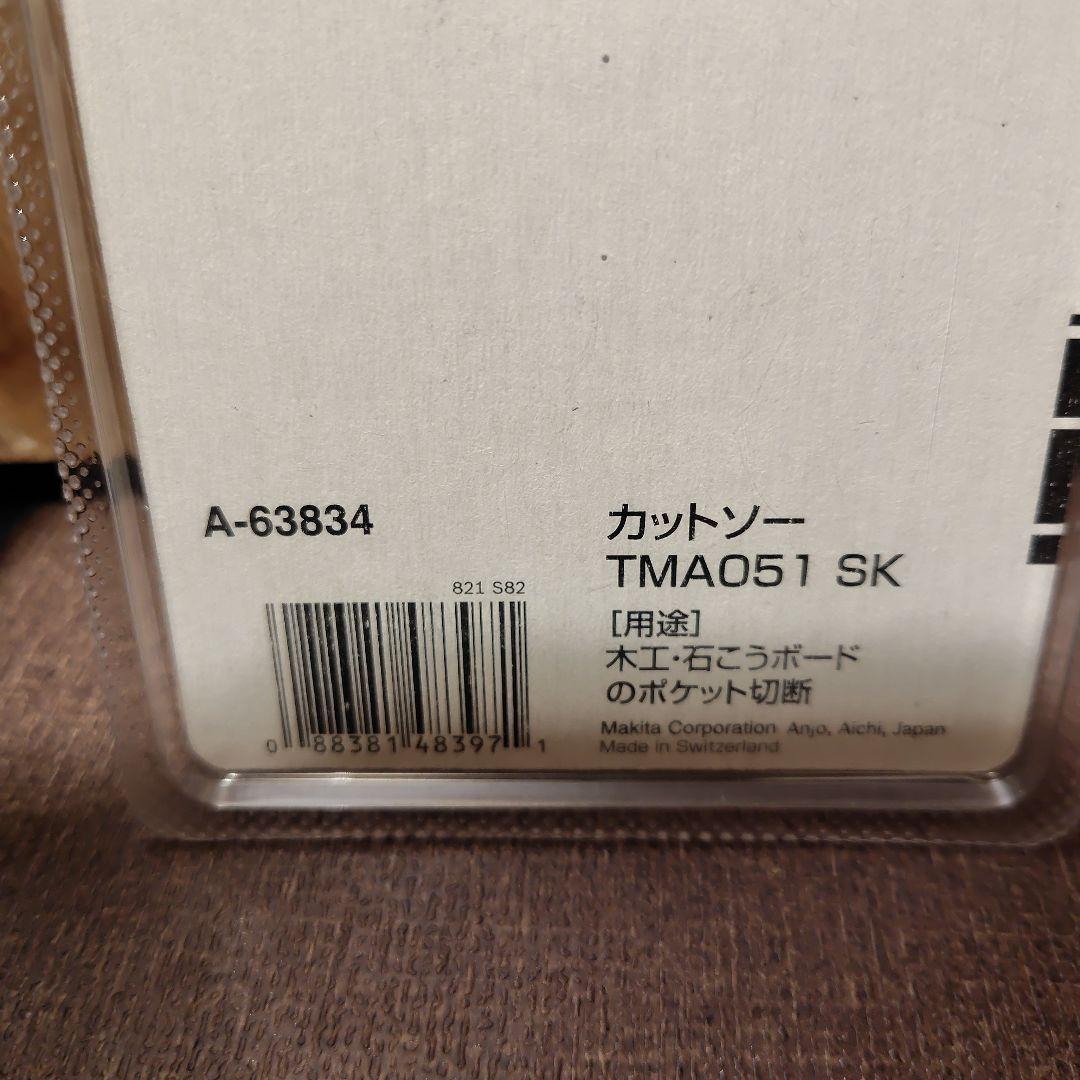 A-63834
821 S82
0 88381 48397 1
カットソー
TMA051 SK
[用途]
木工・石こうボード
のポケット切断
Makita Corporation Anjo, Aichi, Japan
Made in Switzerland